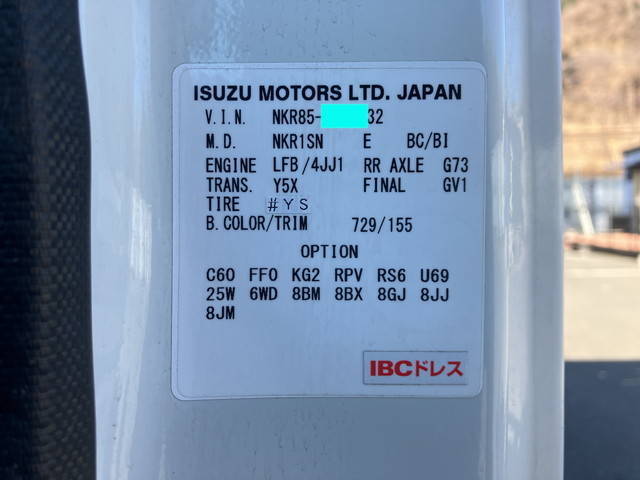 ISUZU MOTORS LTD. JAPAN
V.I.N. NKR85- 32
M.D. NKR1SN E BC/BI
ENGINE LFB/4JJ1 RR AXLE G73
TRANS. Y5X FINAL GV1
TIRE #YS
B.COLOR/TRIM 729/155
OPTION
C60 FF0 KG2 RPV RS6 U69
25W 6WD 8BM 8BX 8GJ 8JJ
8JM
IBCドレス